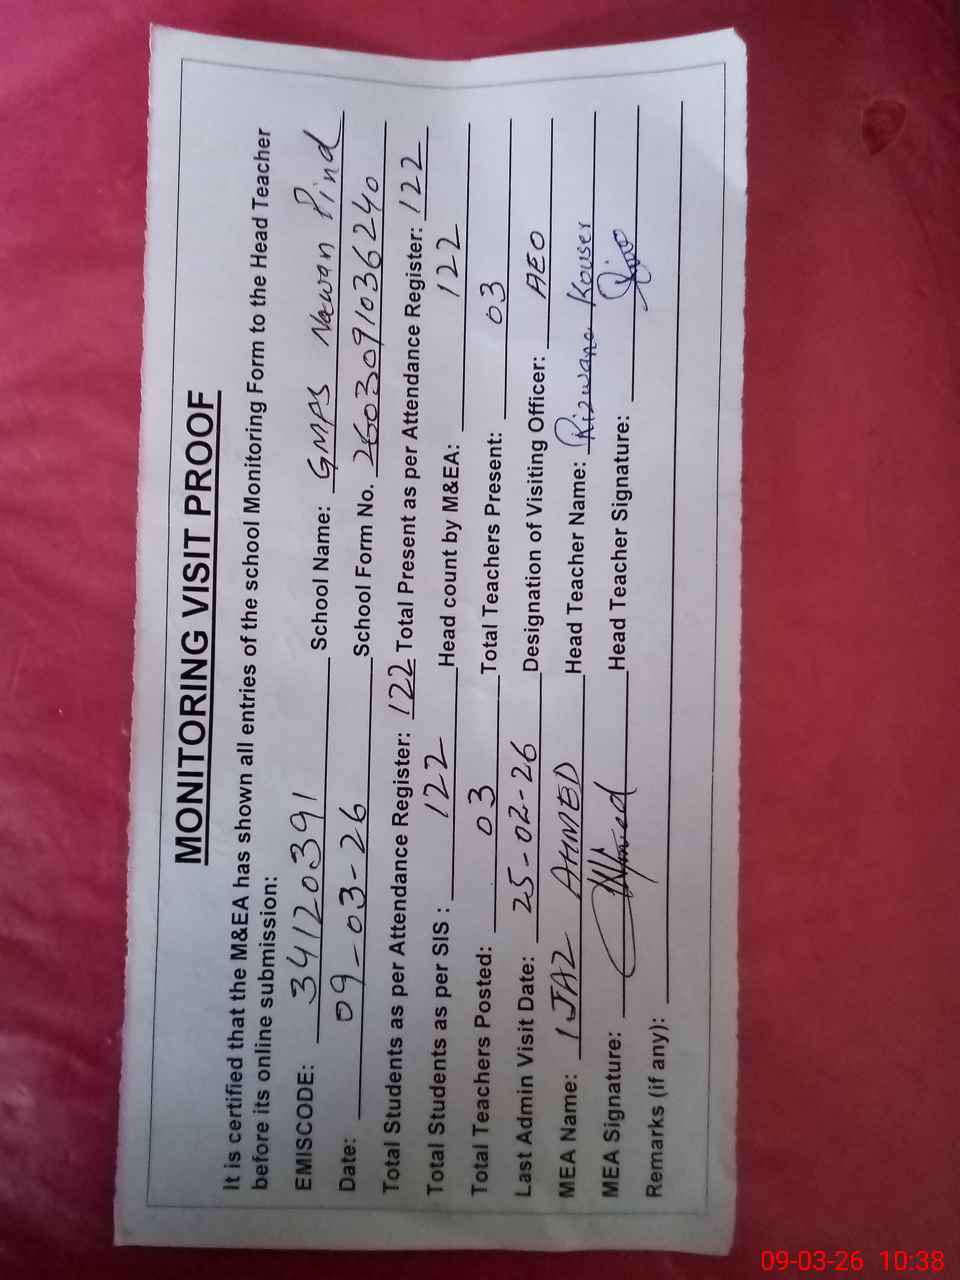 MONITORING VISIT PROOF
It is certified that the M&EA has shown all entries of the school Monitoring Form to the Head Teacher
before its online submission:
EMISCODE: 34120391 School Name: GMPS Nawan Pind
Date: 09-03-26 School Form No. 2603091036240
Total Students as per Attendance Register: 122 Total Present as per Attendance Register: 122
Total Students as per SIS : 122 Head count by M&EA: 122
Total Teachers Posted: 03 Total Teachers Present: 03
Last Admin Visit Date: 25-02-26 Designation of Visiting Officer: AEO
MEA Name: IJAZ AHMED Head Teacher Name: Rizwana Kouser
MEA Signature: Head Teacher Signature:
Remarks (if any):
09-03-26 10:38